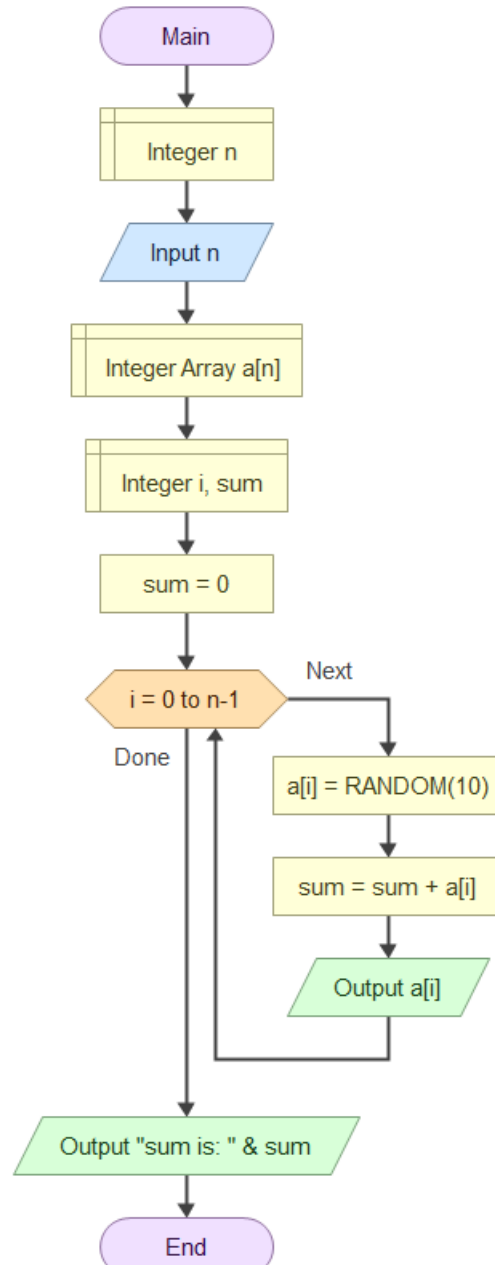 Main
Integer n
Input n
Integer Array a[n]
Integer i, sum
sum = 0
i = 0 to n-1
Next
Done
a[i] = RANDOM(10)
sum = sum + a[i]
Output a[i]
Output "sum is: " & sum
End